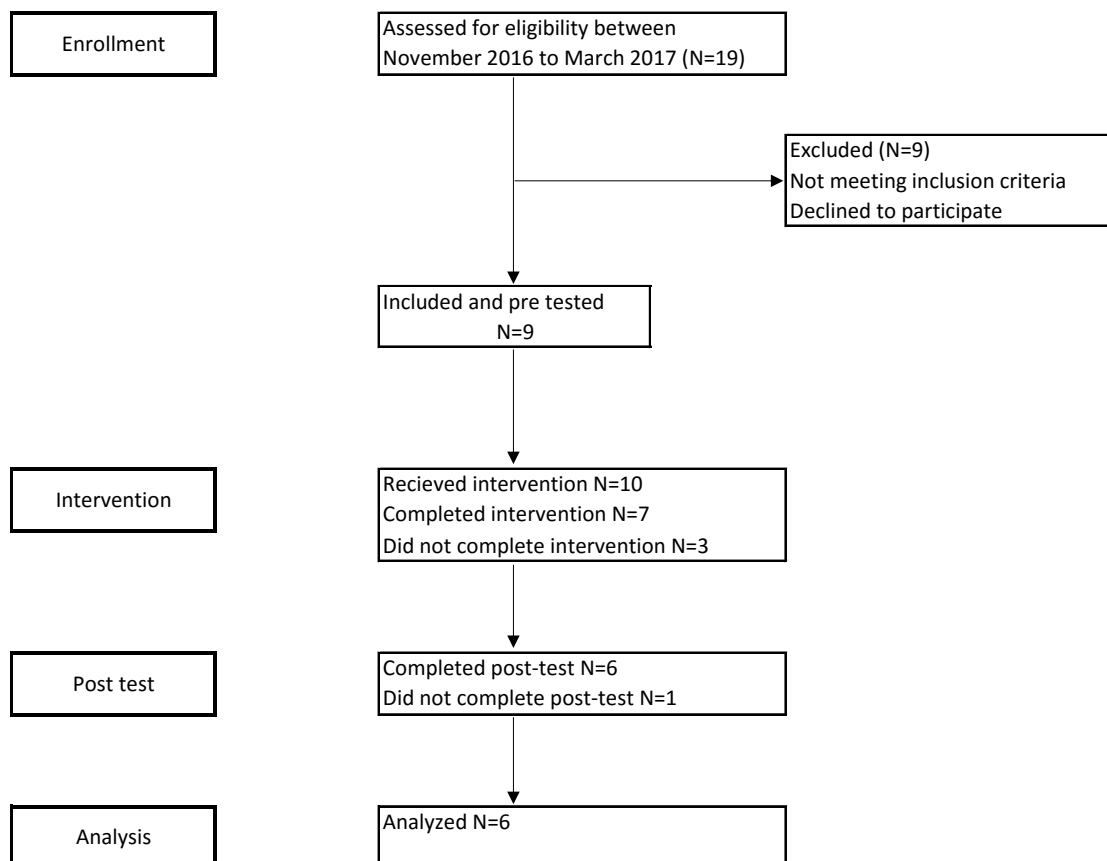 Enrollment
Assessed for eligibility between
November 2016 to March 2017 (N=19)
Excluded (N=9)
Not meeting inclusion criteria
Declined to participate
Included and pre tested
N=9
Intervention
Recieved intervention N=10
Completed intervention N=7
Did not complete intervention N=3
Post test
Completed post-test N=6
Did not complete post-test N=1
Analysis
Analyzed N=6